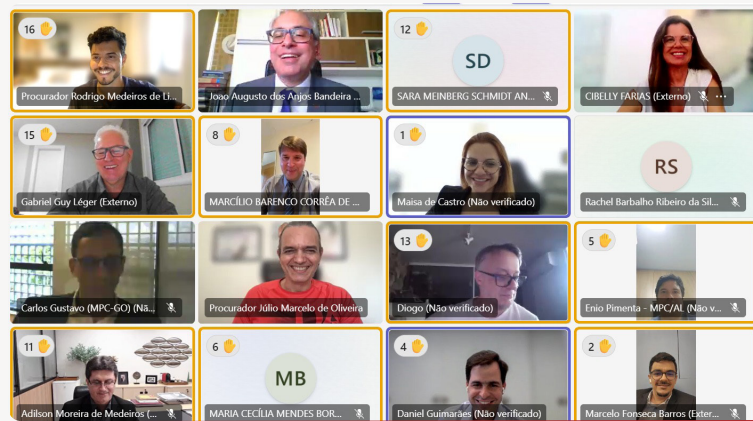 16
Procurador Rodrigo Medeiros de Li...
Joao Augusto dos Anjos Bandeira ...
12
SD
SARA MEINBERG SCHMIDT AN...
CIBELLY FARIAS (Externo)
15
Gabriel Guy Léger (Externo)
8
MARCÍLIO BARENCO CORRÊA DE ...
1
Maisa de Castro (Não verificado)
RS
Rachel Barbalho Ribeiro da Sil...
Carlos Gustavo (MPC-GO) (Nã...
Procurador Júlio Marcelo de Oliveira
13
Diogo (Não verificado)
5
Enio Pimenta - MPC/AL (Não v...
11
Adilson Moreira de Medeiros (...
6
MB
MARIA CECÍLIA MENDES BOR...
4
Daniel Guimarães (Não verificado)
2
Marcelo Fonseca Barros (Exter...